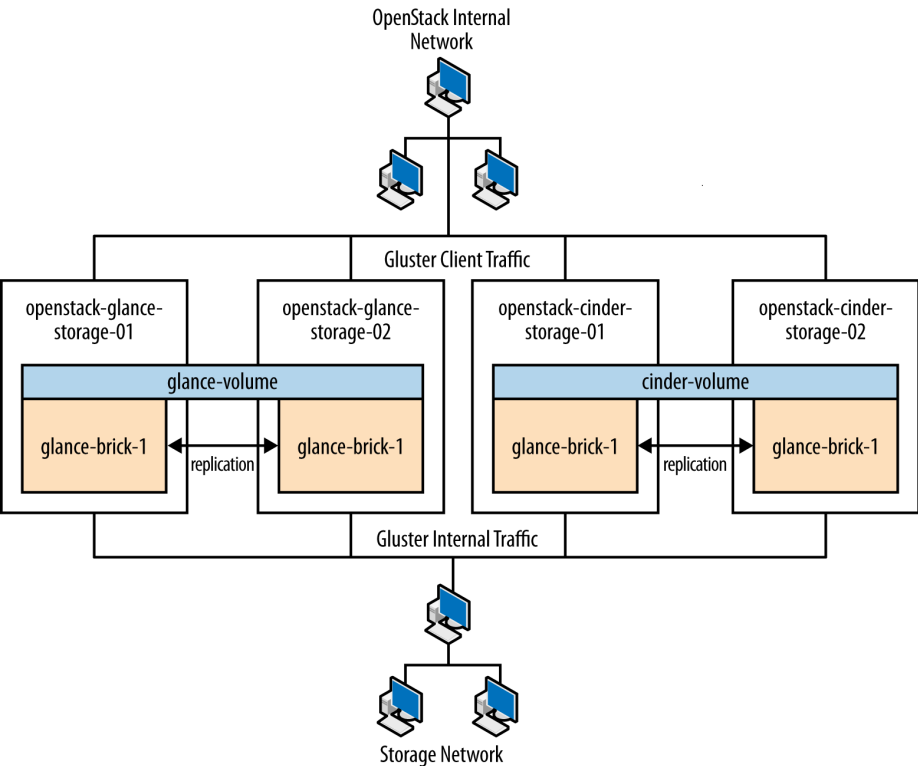 OpenStack Internal
Network
Gluster Client Traffic
openstack-glance-
storage-01
openstack-glance-
storage-02
openstack-cinder-
storage-01
openstack-cinder-
storage-02
glance-volume
cinder-volume
glance-brick-1
replication
glance-brick-1
glance-brick-1
replication
glance-brick-1
Gluster Internal Traffic
Storage Network